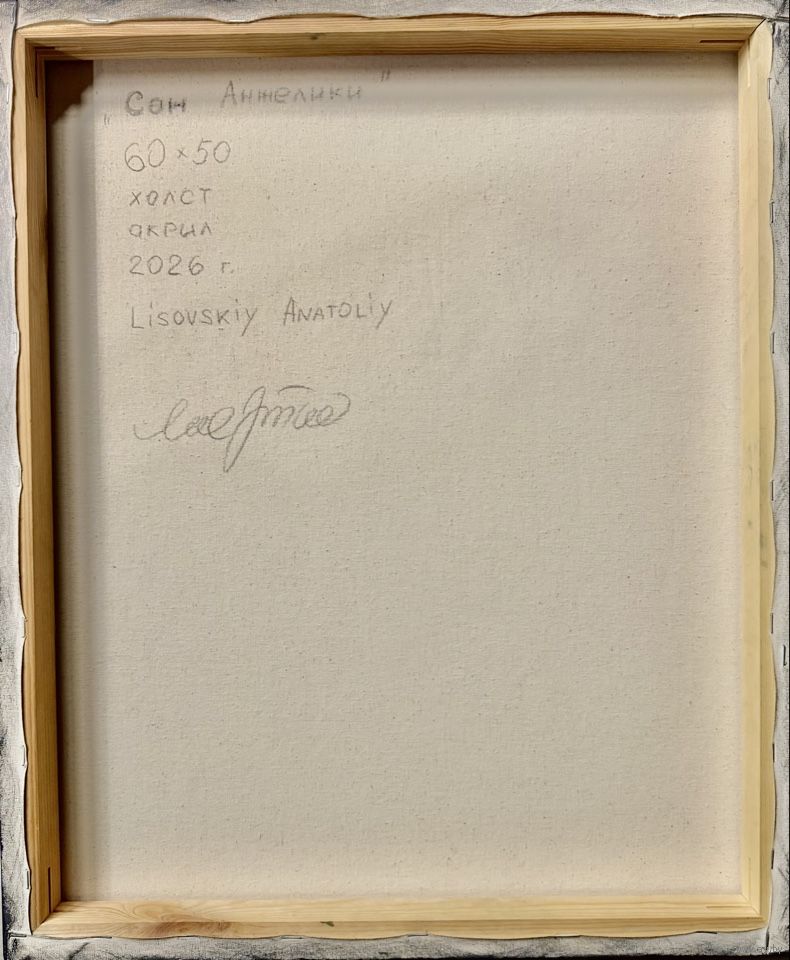 „Сон Анжелики"
60×50
холст
акрил
2026 г.
Lisovskiy Anatoliy